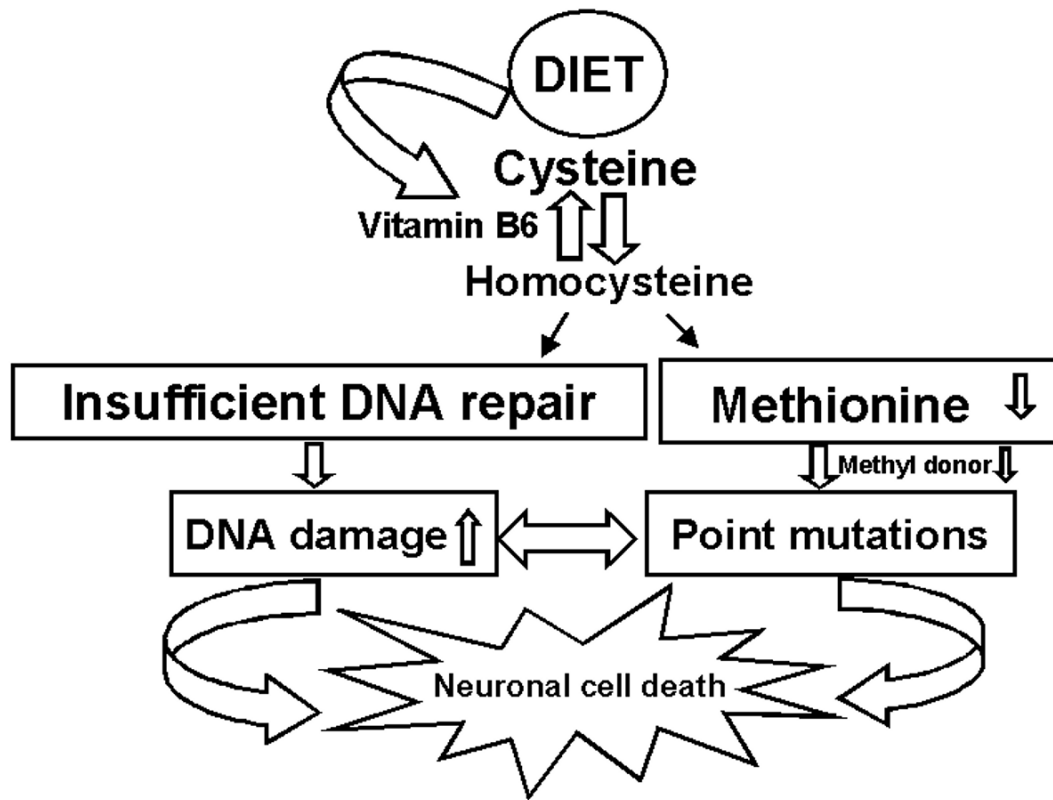 DIET
Cysteine
Vitamin B6
Homocysteine
Insufficient DNA repair
Methionine
Methyl donor
DNA damage
Point mutations
Neuronal cell death